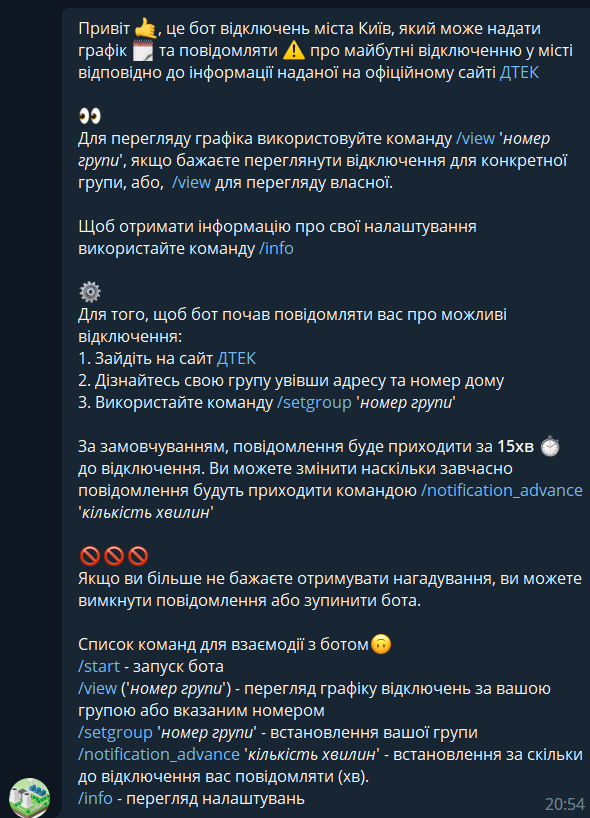 Привіт 🤙, це бот відключень міста Київ, який може надати
графік 🗓 та повідомляти ⚠️ про майбутні відключенню у місті
відповідно до інформації наданої на офіційному сайті ДТЕК
👀
Для перегляду графіка використовуйте команду /view 'номер
групи', якщо бажаєте переглянути відключення для конкретної
групи, або, /view для перегляду власної.
Щоб отримати інформацію про свої налаштування
використайте команду /info
⚙️
Для того, щоб бот почав повідомляти вас про можливі
відключення:
1. Зайдіть на сайт ДТЕК
2. Дізнайтесь свою групу увівши адресу та номер дому
3. Використайте команду /setgroup 'номер групи'
За замовчуванням, повідомлення буде приходити за 15хв ⏱
до відключення. Ви можете змінити наскільки завчасно
повідомлення будуть приходити командою /notification_advance
'кількість хвилин'
🚫🚫🚫
Якщо ви більше не бажаєте отримувати нагадування, ви можете
вимкнути повідомлення або зупинити бота.
Список команд для взаємодії з ботом🙃
/start - запуск бота
/view ('номер групи') - перегляд графіку відключень за вашою
групою або вказаним номером
/setgroup 'номер групи' - встановлення вашої групи
/notification_advance 'кількість хвилин' - встановлення за скільки
до відключення вас повідомляти (хв).
/info - перегляд налаштувань
20:54